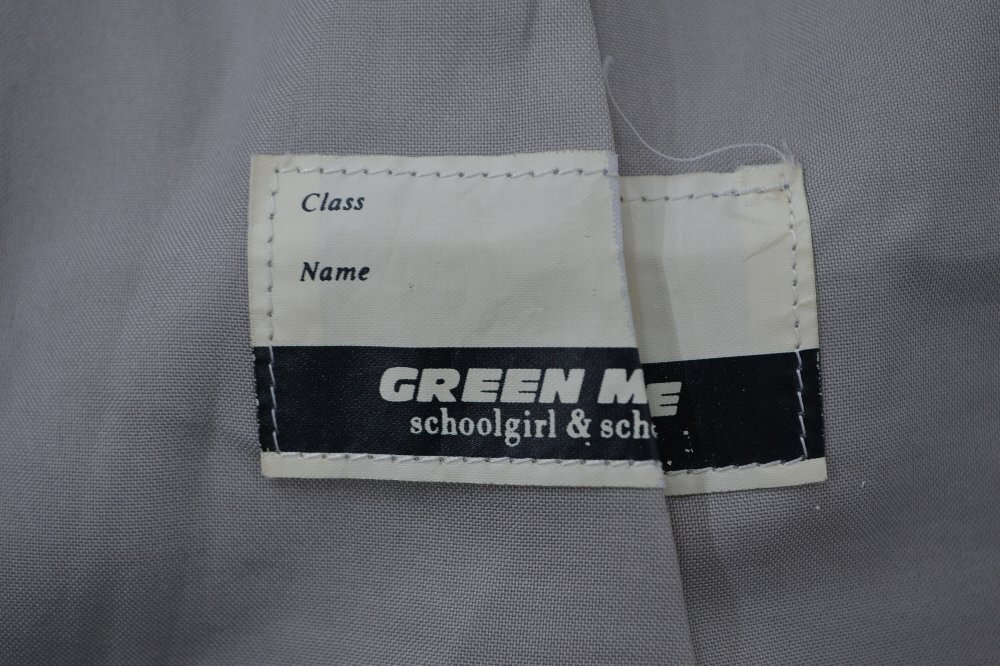 Class
Name
GREEN ME
schoolgirl &